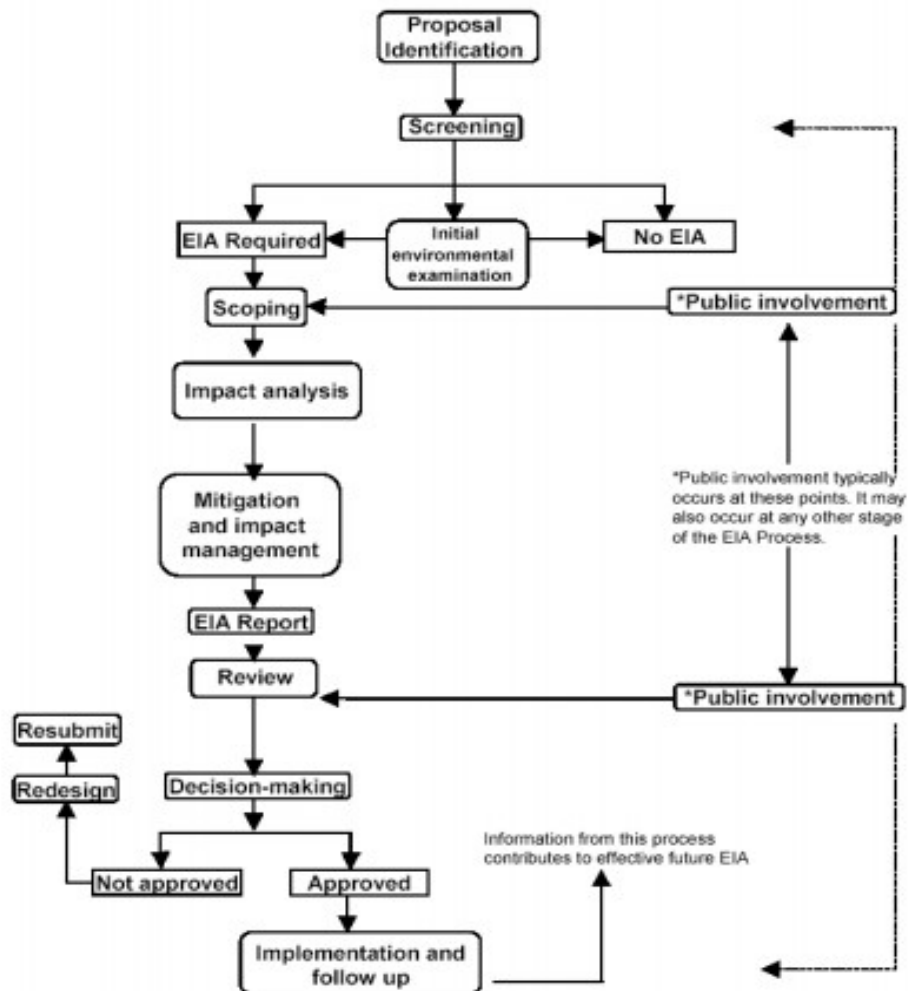 Proposal
Identification
Screening
EIA Required
Initial
environmental
examination
No EIA
Scoping
*Public involvement
Impact analysis
*Public involvement typically
occurs at these points. It may
also occur at any other stage
of the EIA Process.
Mitigation
and impact
management
EIA Report
Review
*Public involvement
Resubmit
Redesign
Decision-making
Information from this process
contributes to effective future EIA
Not approved
Approved
Implementation and
follow up